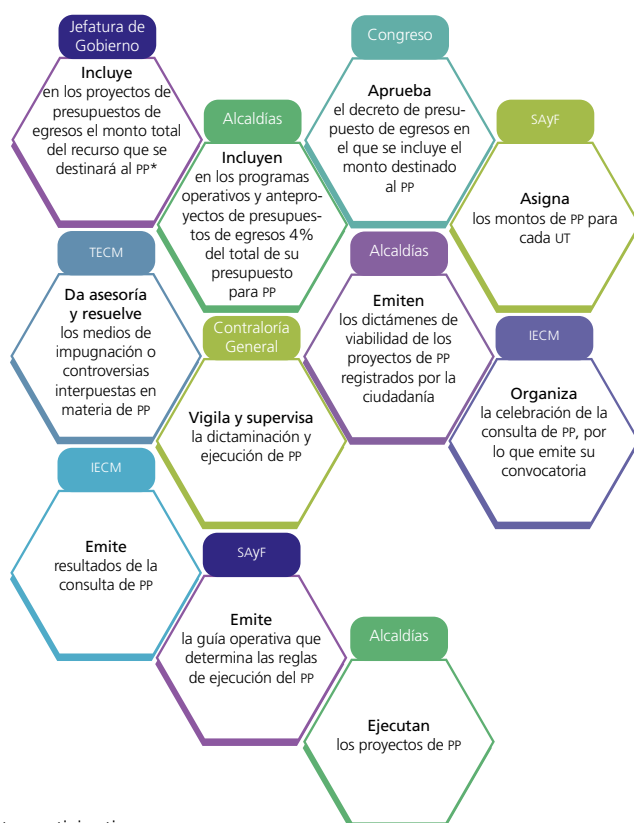 Jefatura de
Gobierno
Incluye
en los proyectos de
presupuestos de
egresos el monto total
del recurso que se
destinará al PP*
Alcaldías
Incluyen
en los programas
operativos y antepro-
yectos de presupues-
tos de egresos 4%
del total de su
presupuesto
para PP
Congreso
Aprueba
el decreto de presu-
puesto de egresos en
el que se incluye el
monto destinado
al PP
SAyF
Asigna
los montos de PP para
cada UT
TECM
Da asesoría
y resuelve
los medios de
impugnación o
controversias
interpuestas en
materia de PP
Contraloría
General
Vigila y supervisa
la dictaminación y
ejecución de PP
Alcaldías
Emiten
los dictámenes de
viabilidad de los
proyectos de PP
registrados por la
ciudadanía
IECM
Organiza
la celebración de la
consulta de PP, por
lo que emite su
convocatoria
IECM
Emite
resultados de la
consulta de PP
SAyF
Emite
la guía operativa que
determina las reglas
de ejecución del PP
Alcaldías
Ejecutan
los proyectos de PP